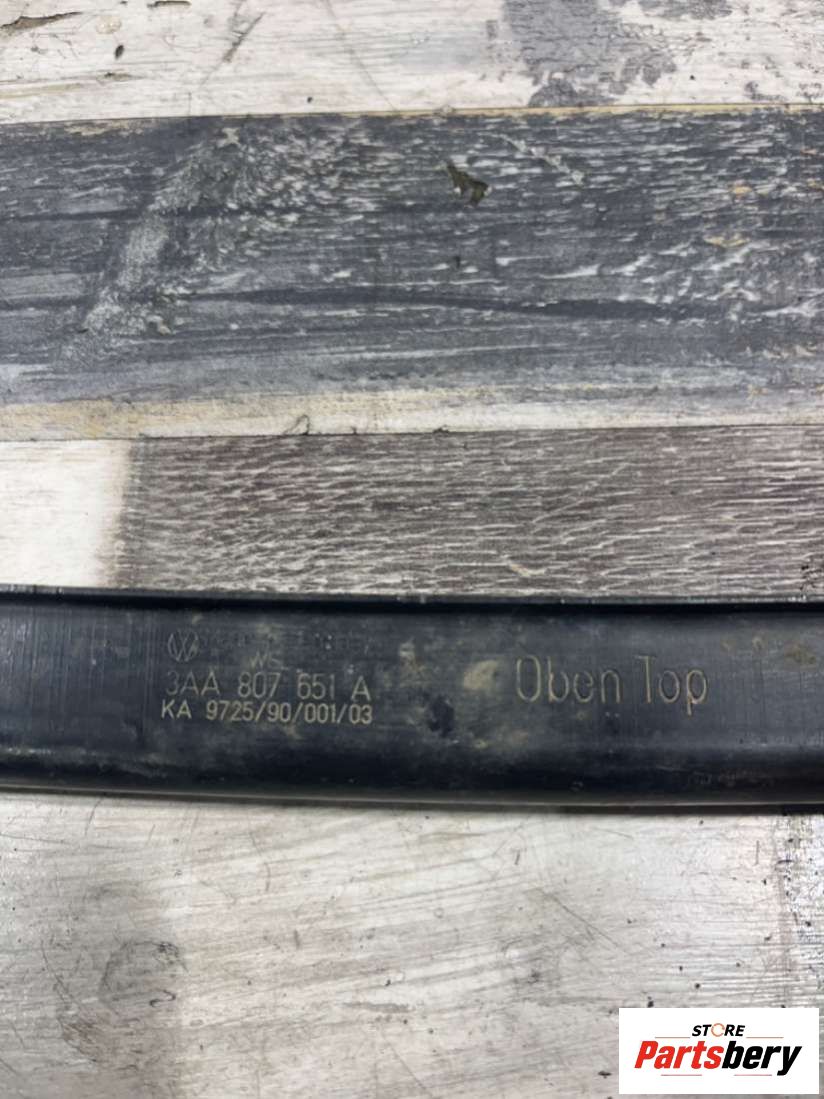 WS
3AA 807 651 A
KA 9725/90/001/03
Oben Top
STORE
Partsbery